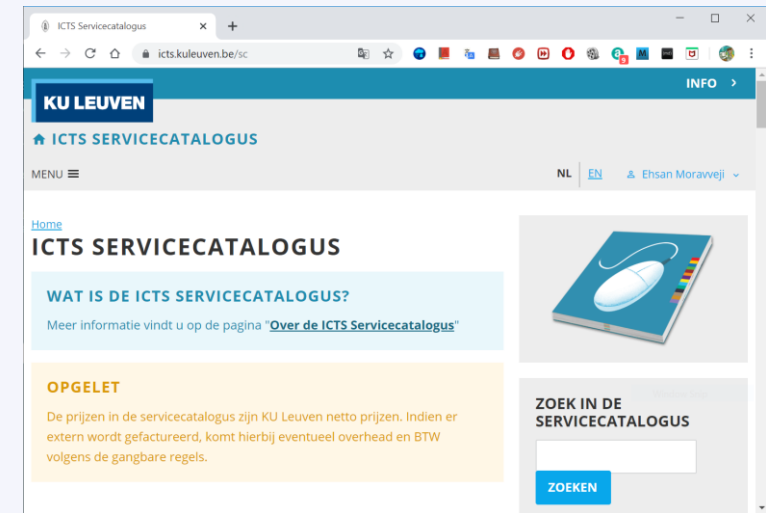 ICTS Servicecatalogus
icts.kuleuven.be/sc
9
INFO
KU LEUVEN
ICTS SERVICECATALOGUS
MENU
NL EN Ehsan Moravveji
Home
ICTS SERVICECATALOGUS
WAT IS DE ICTS SERVICECATALOGUS?
Meer informatie vindt u op de pagina "Over de ICTS Servicecatalogus"
OPGELET
De prijzen in de servicecatalogus zijn KU Leuven netto prijzen. Indien er
extern wordt gefactureerd, komt hierbij eventueel overhead en BTW
volgens de gangbare regels.
ZOEK IN DE
SERVICECATALOGUS
ZOEKEN